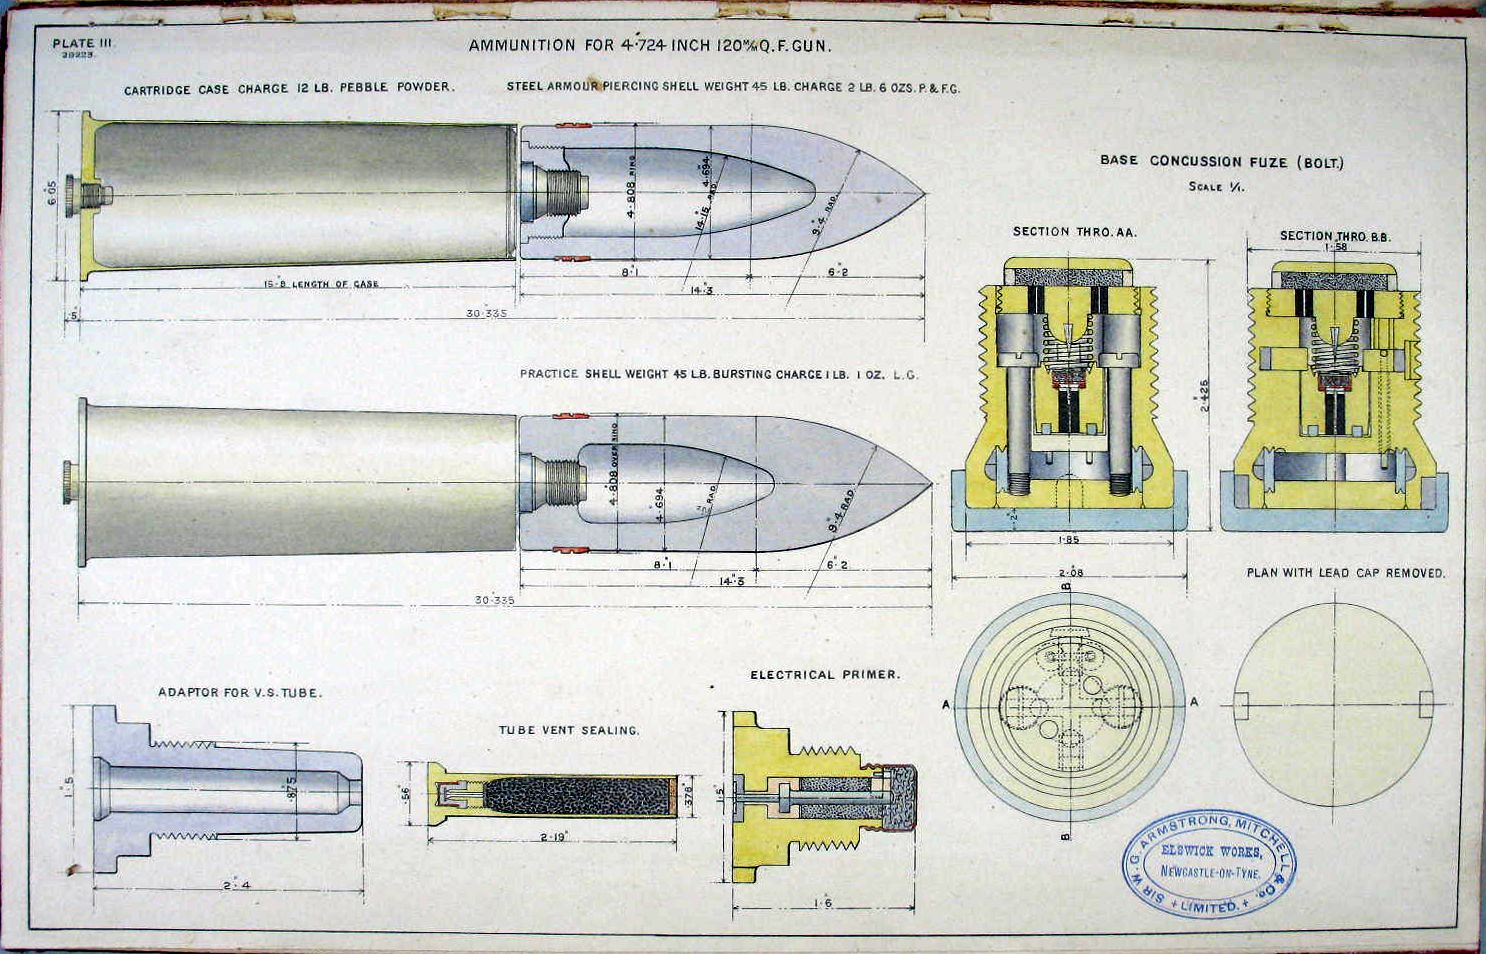 PLATE III.
29223.
AMMUNITION FOR 4·724 INCH 120 M/M Q.F. GUN.
CARTRIDGE CASE CHARGE 12 LB. PEBBLE POWDER.
STEEL ARMOUR PIERCING SHELL WEIGHT 45 LB. CHARGE 2 LB. 6 OZS. P. & F.G.
6·05
4·808 RING
4·694
14·15 RAD
9·4 RAD
8·1
6·2
15·8 LENGTH OF CASE
14·3
·5
30·335
BASE CONCUSSION FUZE (BOLT.)
SCALE 1/1.
SECTION THRO. AA.
SECTION THRO. B.B.
1·58
2·426
·2
1·85
2·08
PRACTICE SHELL WEIGHT 45 LB. BURSTING CHARGE 1 LB. 1 OZ. L.G.
4·808 OVER RING
4·694
RAD
9·4 RAD
8·1
6·2
14·3
30·335
PLAN WITH LEAD CAP REMOVED.
B
A
A
B
ADAPTOR FOR V.S. TUBE.
1·5
·875
2·4
TUBE VENT SEALING.
·56"
·378"
2·19"
ELECTRICAL PRIMER.
1·5"
1·6
SIR W. G. ARMSTRONG, MITCHELL & Co.
ELSWICK WORKS,
NEWCASTLE-ON-TYNE.
+ LIMITED. +